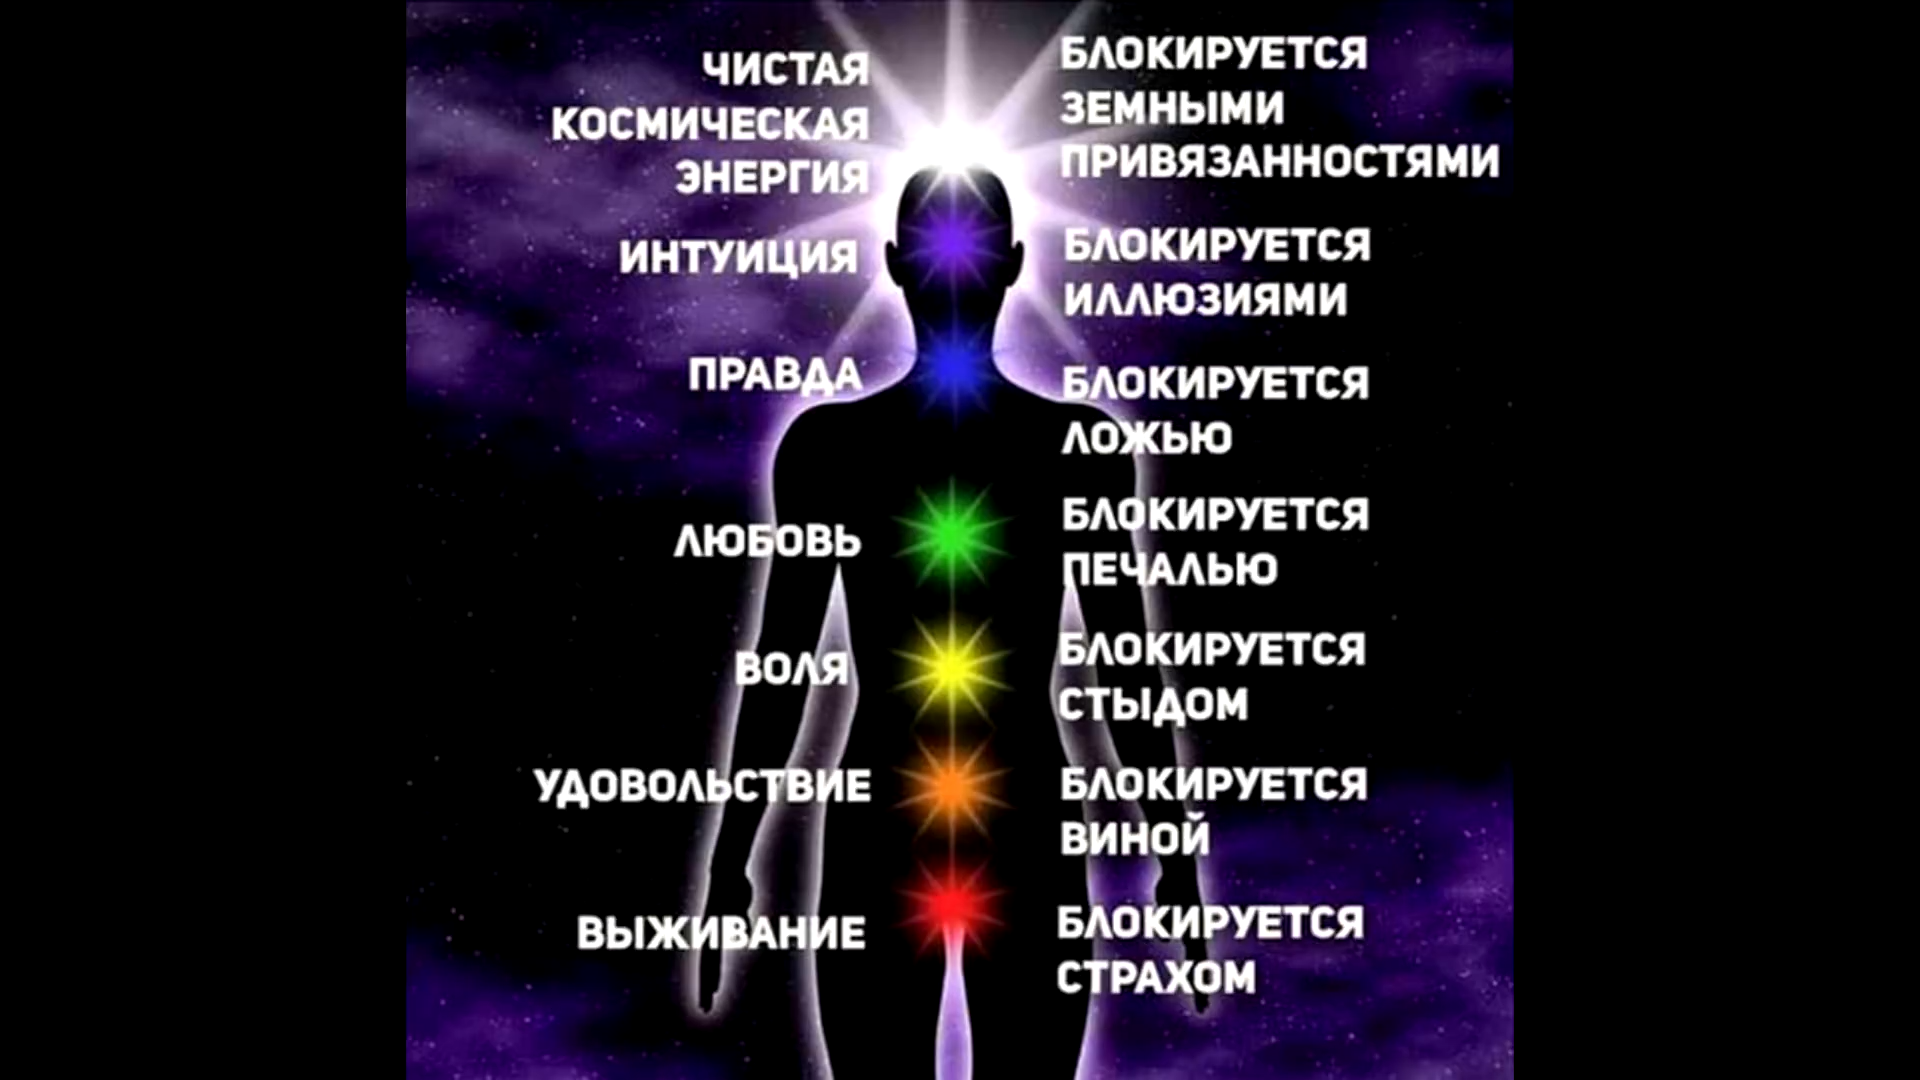 ЧИСТАЯ
КОСМИЧЕСКАЯ
ЭНЕРГИЯ
БЛОКИРУЕТСЯ
ЗЕМНЫМИ
ПРИВЯЗАННОСТЯМИ
ИНТУИЦИЯ
БЛОКИРУЕТСЯ
ИЛЛЮЗИЯМИ
ПРАВДА
БЛОКИРУЕТСЯ
ЛОЖЬЮ
ЛЮБОВЬ
БЛОКИРУЕТСЯ
ПЕЧАЛЬЮ
ВОЛЯ
БЛОКИРУЕТСЯ
СТЫДОМ
УДОВОЛЬСТВИЕ
БЛОКИРУЕТСЯ
ВИНОЙ
ВЫЖИВАНИЕ
БЛОКИРУЕТСЯ
СТРАХОМ